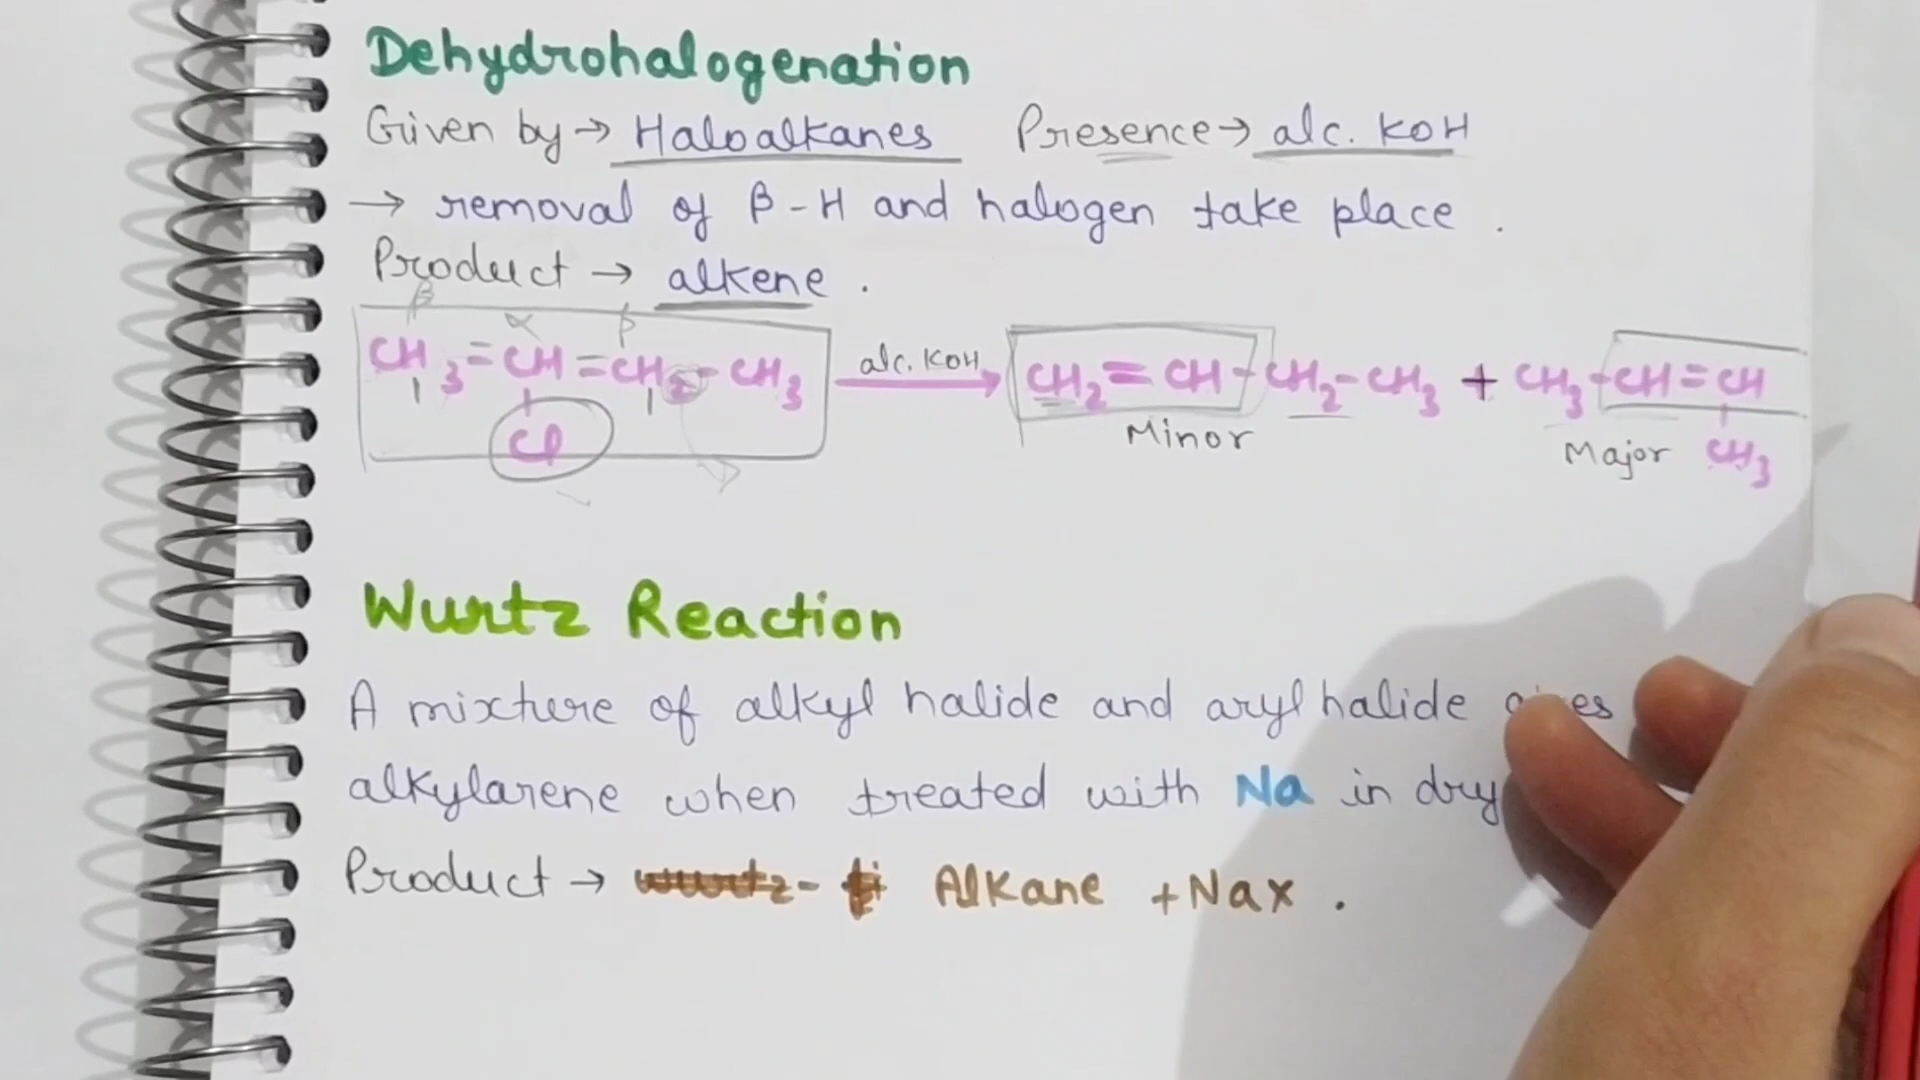 Dehydrohalogenation
Given by → Haloalkanes Presence → alc. KOH
→ removal of β-H and halogen take place.
Product → alkene.
β α β
CH3=CH=CH2-CH3 alc. KOH CH2=CH-CH2-CH3 + CH3-CH=CH
Cl Minor Major CH3
Wurtz Reaction
A mixture of alkyl halide and aryl halide
alkylarene when treated with Na in dry
Product → Alkane + Nax.